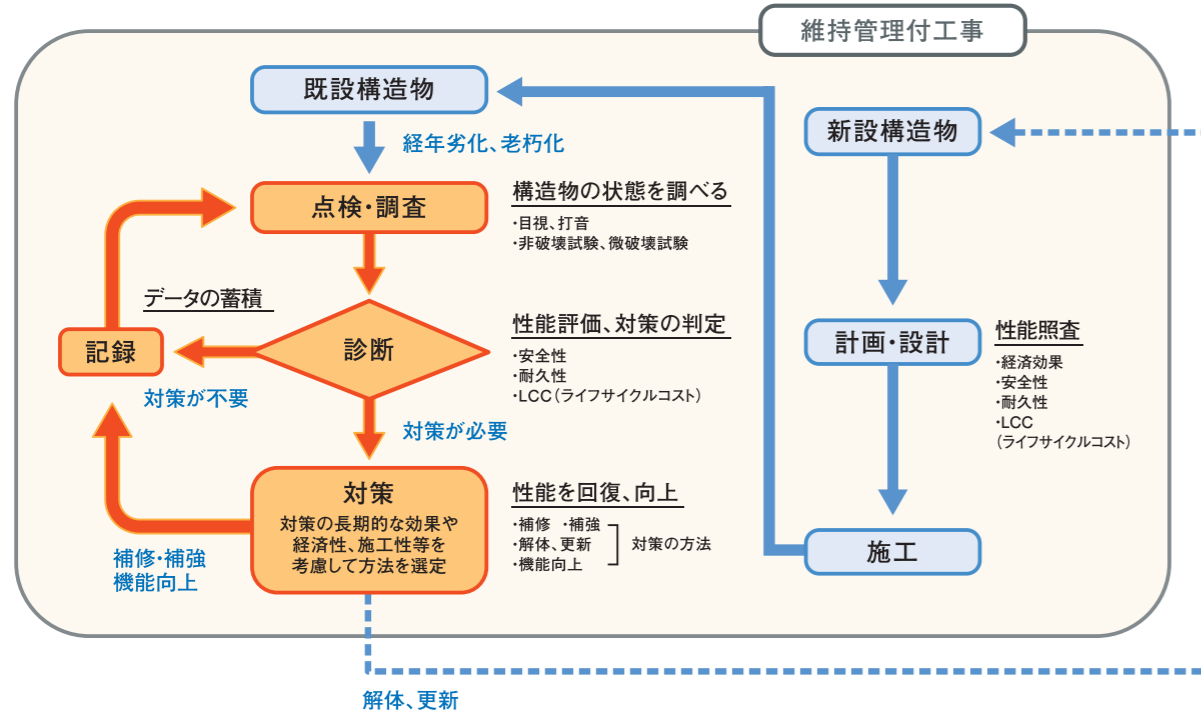 維持管理付工事
既設構造物
経年劣化、老朽化
点検・調査
構造物の状態を調べる
・目視、打音
・非破壊試験、微破壊試験
データの蓄積
記録
診断
対策が不要
対策が必要
性能評価、対策の判定
・安全性
・耐久性
・LCC（ライフサイクルコスト）
対策
対策の長期的な効果や
経済性、施工性等を
考慮して方法を選定
性能を回復、向上
・補修 ・補強
・解体、更新
・機能向上
対策の方法
補修・補強
機能向上
解体、更新
新設構造物
計画・設計
性能照査
・経済効果
・安全性
・耐久性
・LCC
（ライフサイクルコスト）
施工